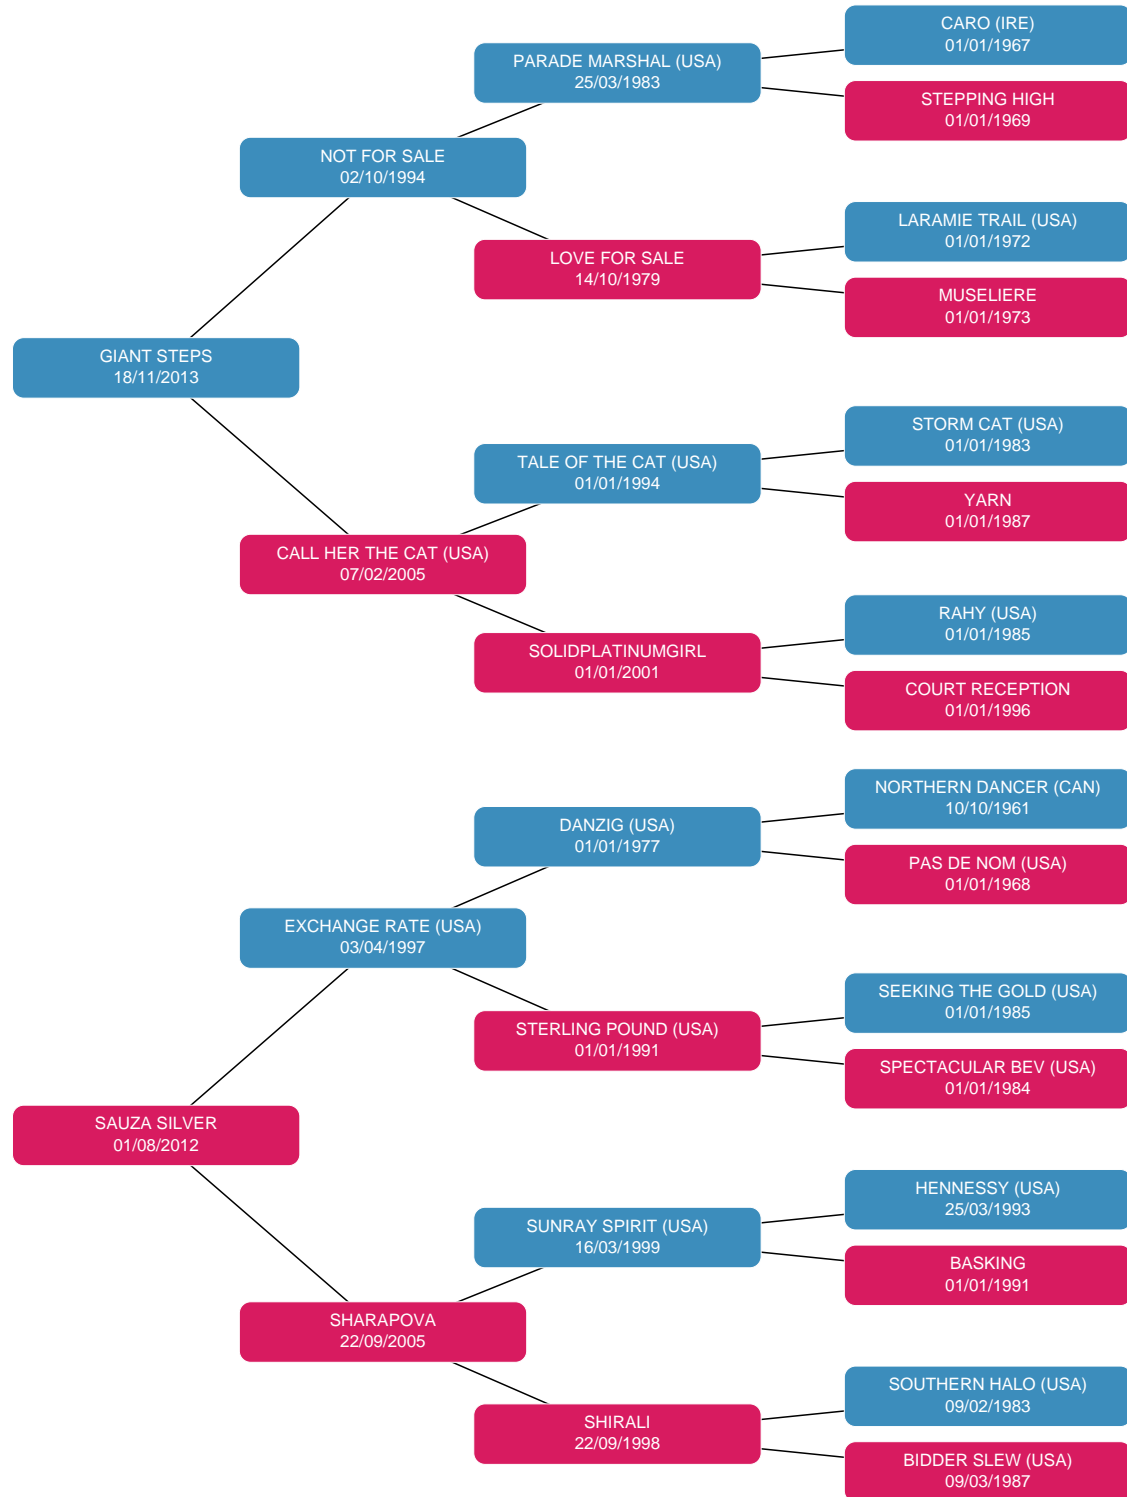 CARO (IRE)
01/01/1967
PARADE MARSHAL (USA)
25/03/1983
STEPPING HIGH
01/01/1969
NOT FOR SALE
02/10/1994
LARAMIE TRAIL (USA)
01/01/1972
LOVE FOR SALE
14/10/1979
MUSELIERE
01/01/1973
GIANT STEPS
18/11/2013
STORM CAT (USA)
01/01/1983
TALE OF THE CAT (USA)
01/01/1994
YARN
01/01/1987
CALL HER THE CAT (USA)
07/02/2005
RAHY (USA)
01/01/1985
SOLIDPLATINUMGIRL
01/01/2001
COURT RECEPTION
01/01/1996
NORTHERN DANCER (CAN)
10/10/1961
DANZIG (USA)
01/01/1977
PAS DE NOM (USA)
01/01/1968
EXCHANGE RATE (USA)
03/04/1997
SEEKING THE GOLD (USA)
01/01/1985
STERLING POUND (USA)
01/01/1991
SPECTACULAR BEV (USA)
01/01/1984
SAUZA SILVER
01/08/2012
HENNESSY (USA)
25/03/1993
SUNRAY SPIRIT (USA)
16/03/1999
BASKING
01/01/1991
SHARAPOVA
22/09/2005
SOUTHERN HALO (USA)
09/02/1983
SHIRALI
22/09/1998
BIDDER SLEW (USA)
09/03/1987